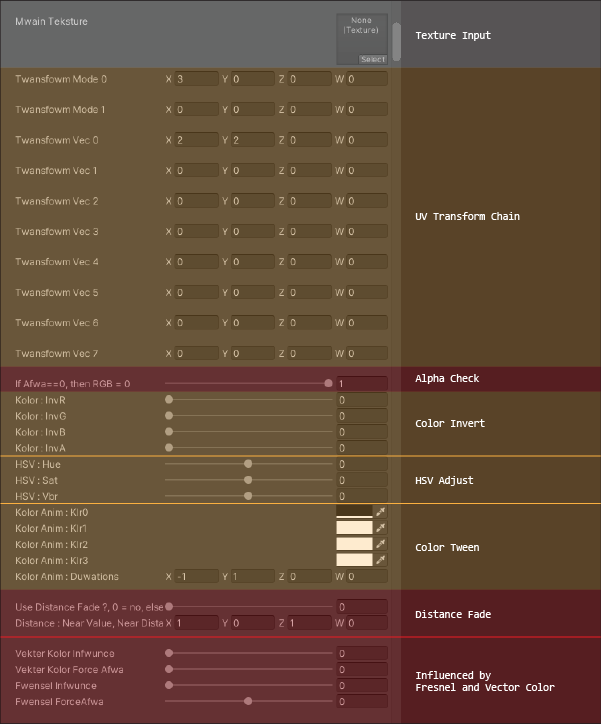 Mwain Teksture
None
(Texture)
Select
Texture Input
Twansfowm Mode 0 X 3 Y 0 Z 0 W 0
Twansfowm Mode 1 X 0 Y 0 Z 0 W 0
Twansfowm Vec 0 X 2 Y 2 Z 0 W 0
Twansfowm Vec 1 X 0 Y 0 Z 0 W 0
Twansfowm Vec 2 X 0 Y 0 Z 0 W 0
UV Transform Chain
Twansfowm Vec 3 X 0 Y 0 Z 0 W 0
Twansfowm Vec 4 X 0 Y 0 Z 0 W 0
Twansfowm Vec 5 X 0 Y 0 Z 0 W 0
Twansfowm Vec 6 X 0 Y 0 Z 0 W 0
Twansfowm Vec 7 X 0 Y 0 Z 0 W 0
If Afwa==0, then RGB = 0 1
Alpha Check
Kolor : InvR 0
Kolor : InvG 0
Color Invert
Kolor : InvB 0
Kolor : InvA 0
HSV : Hue 0
HSV : Sat 0
HSV Adjust
HSV : Vbr 0
Kolor Anim : Klr0
Kolor Anim : Klr1
Kolor Anim : Klr2
Color Tween
Kolor Anim : Klr3
Kolor Anim : Duwations X -1 Y 1 Z 0 W 0
Use Distance Fade ?, 0 = no, else 0
Distance Fade
Distance : Near Value, Near Dista X 1 Y 0 Z 1 W 0
Vekter Kolor Infwunce 0
Vekter Kolor Force Afwa 0
Influenced by
Fresnel and Vector Color
Fwensel Infwunce 0
Fwensel ForceAfwa 0